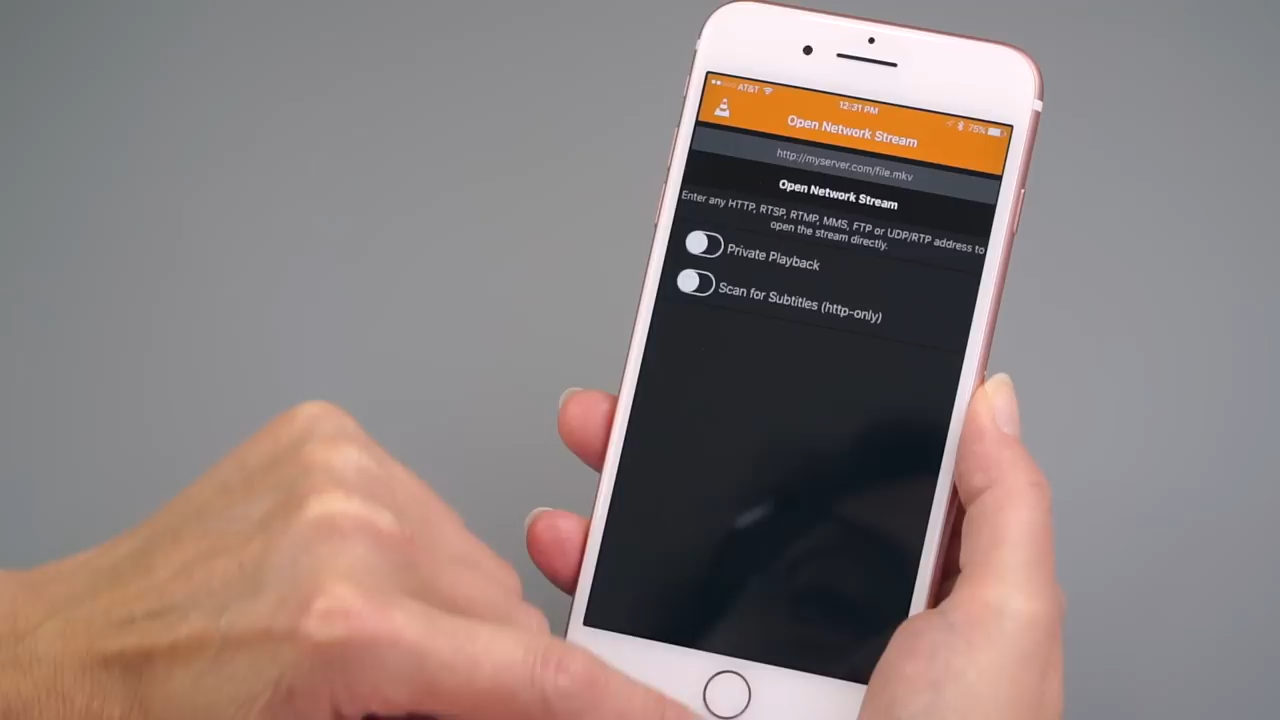 AT&T 12:31 PM 75%
Open Network Stream
http://myserver.com/file.mkv
Open Network Stream
Enter any HTTP, RTSP, RTMP, MMS, FTP or UDP/RTP address to
open the stream directly.
Private Playback
Scan for Subtitles (http-only)